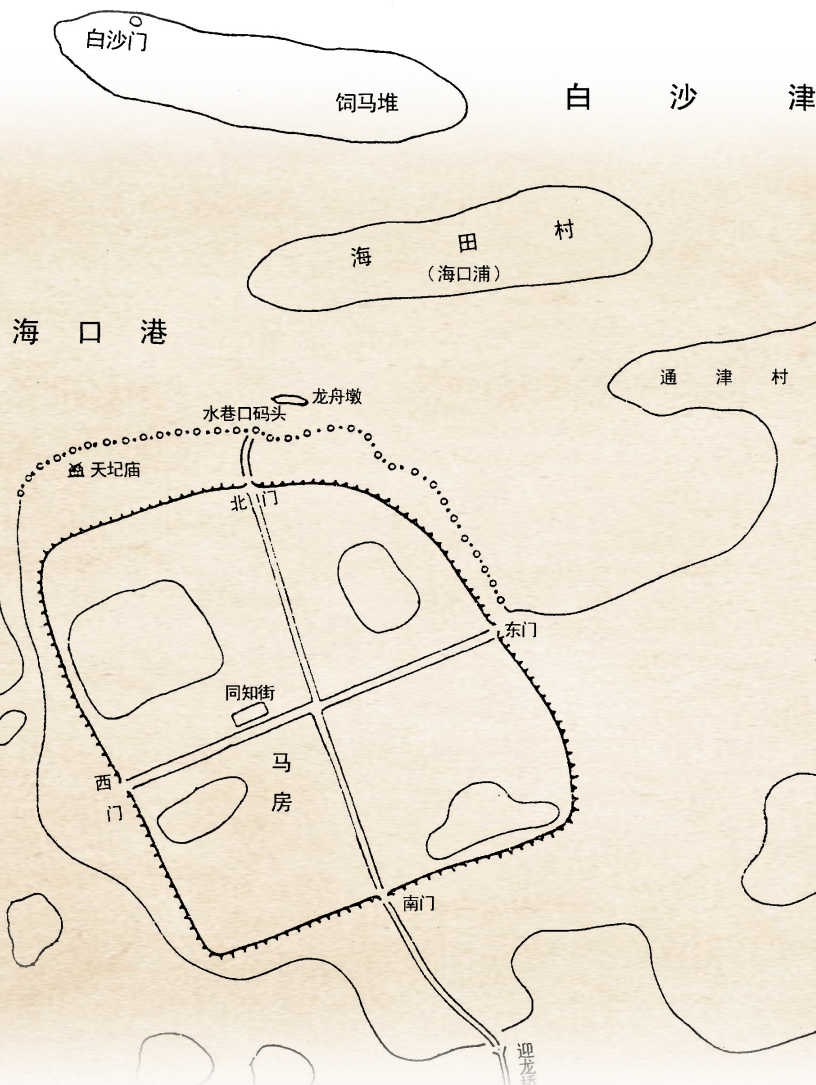 白沙门
饲马堆
白沙津
海田村
（海口浦）
海口港
通津村
龙舟墩
水巷口码头
天圮庙
北门
东门
同知街
马房
西门
南门
迎龙桥